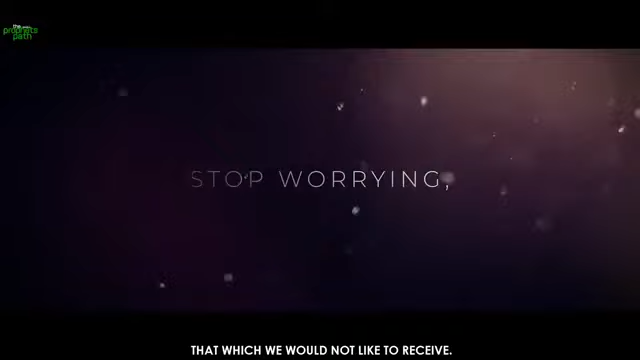 the
prophets
path
STOP WORRYING,
THAT WHICH WE WOULD NOT LIKE TO RECEIVE.